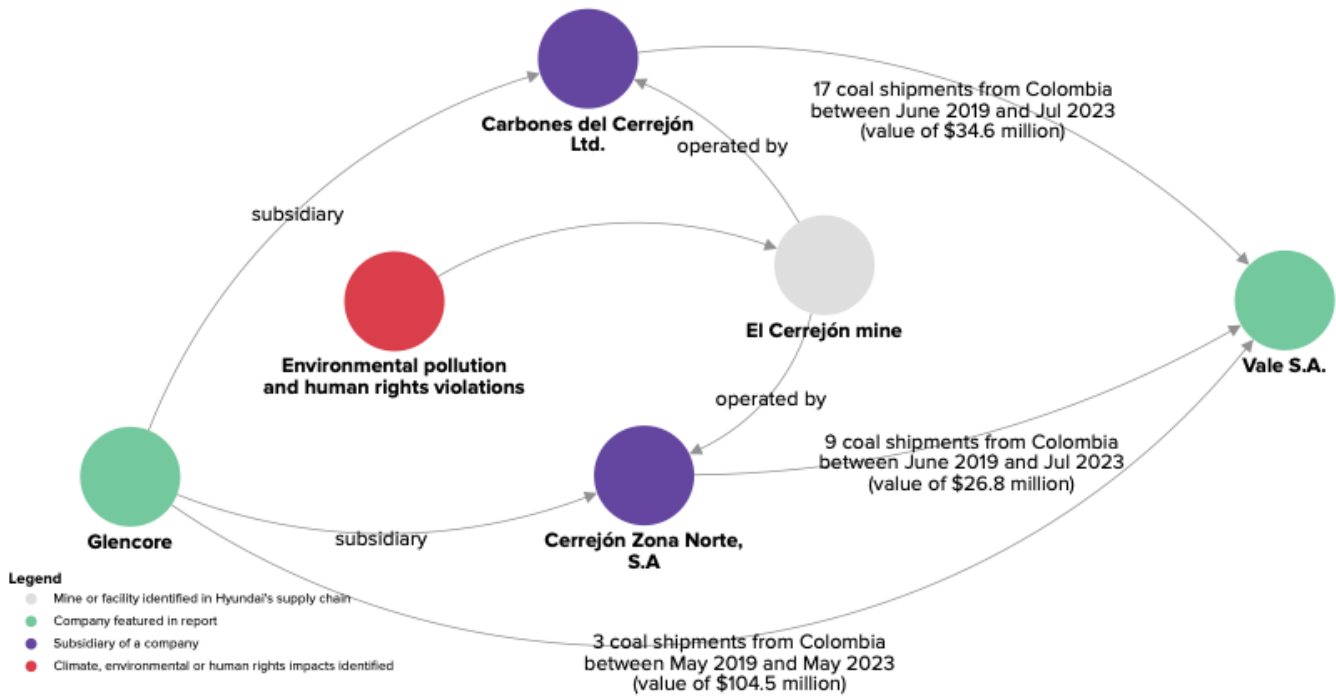 17 coal shipments from Colombia
between June 2019 and Jul 2023
(value of $34.6 million)
Carbones del Cerrejón
Ltd.
operated by
subsidiary
El Cerrejón mine
Environmental pollution
and human rights violations
Vale S.A.
operated by
9 coal shipments from Colombia
between June 2019 and Jul 2023
(value of $26.8 million)
Glencore
subsidiary
Cerrejón Zona Norte,
S.A
Legend
Mine or facility identified in Hyundai's supply chain
Company featured in report
Subsidiary of a company
Climate, environmental or human rights impacts identified
3 coal shipments from Colombia
between May 2019 and May 2023
(value of $104.5 million)